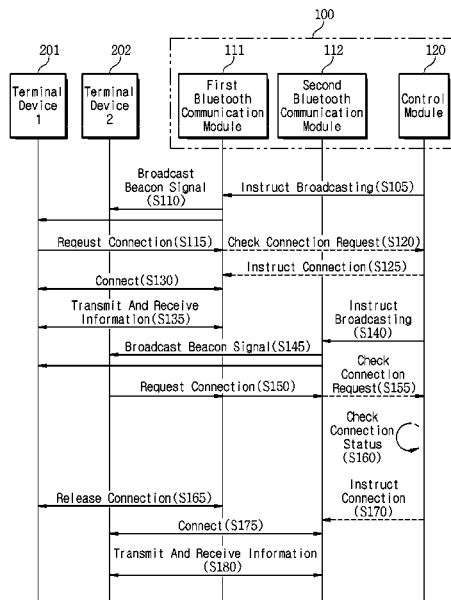 100
201
202
111
112
120
Terminal
Device
1
Terminal
Device
2
First
Bluetooth
Communication
Module
Second
Bluetooth
Communication
Module
Control
Module
Broadcast
Beacon Signal
(S110)
Instruct Broadcasting(S105)
Reqeust Connection(S115)
Check Connection Request(S120)
Instruct Connection(S125)
Connect(S130)
Transmit And Receive
Information(S135)
Instruct
Broadcasting
(S140)
Broadcast Beacon Signal(S145)
Check
Connection
Request(S155)
Request Connection(S150)
Check
Connection
Status
(S160)
Release Connection(S165)
Instruct
Connection
(S170)
Connect(S175)
Transmit And Receive Information
(S180)